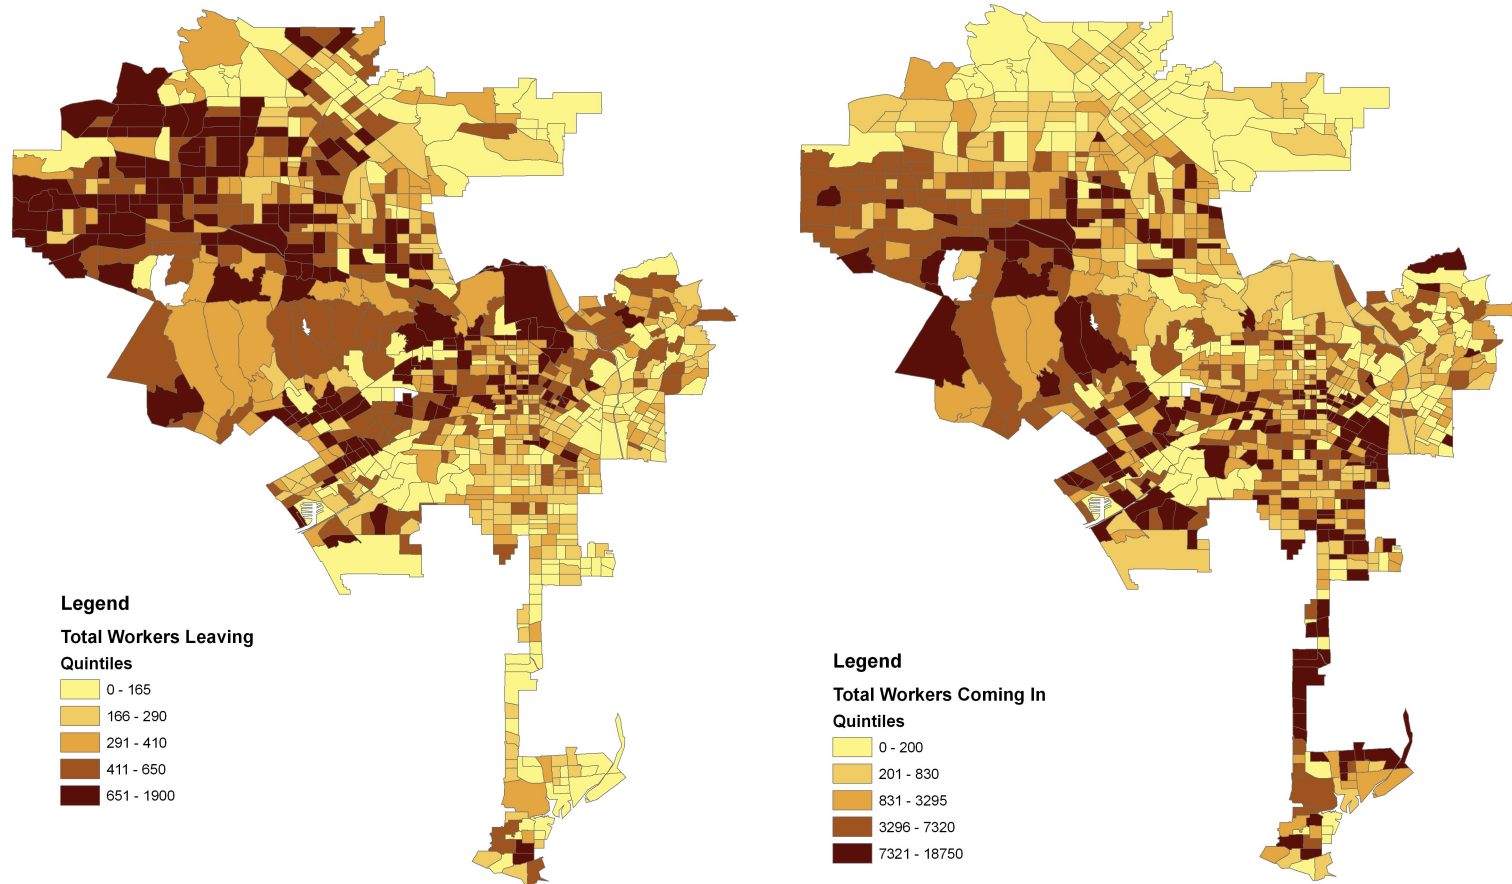 Legend
Total Workers Leaving
Quintiles
0 - 165
166 - 290
291 - 410
411 - 650
651 - 1900
Legend
Total Workers Coming In
Quintiles
0 - 200
201 - 830
831 - 3295
3296 - 7320
7321 - 18750